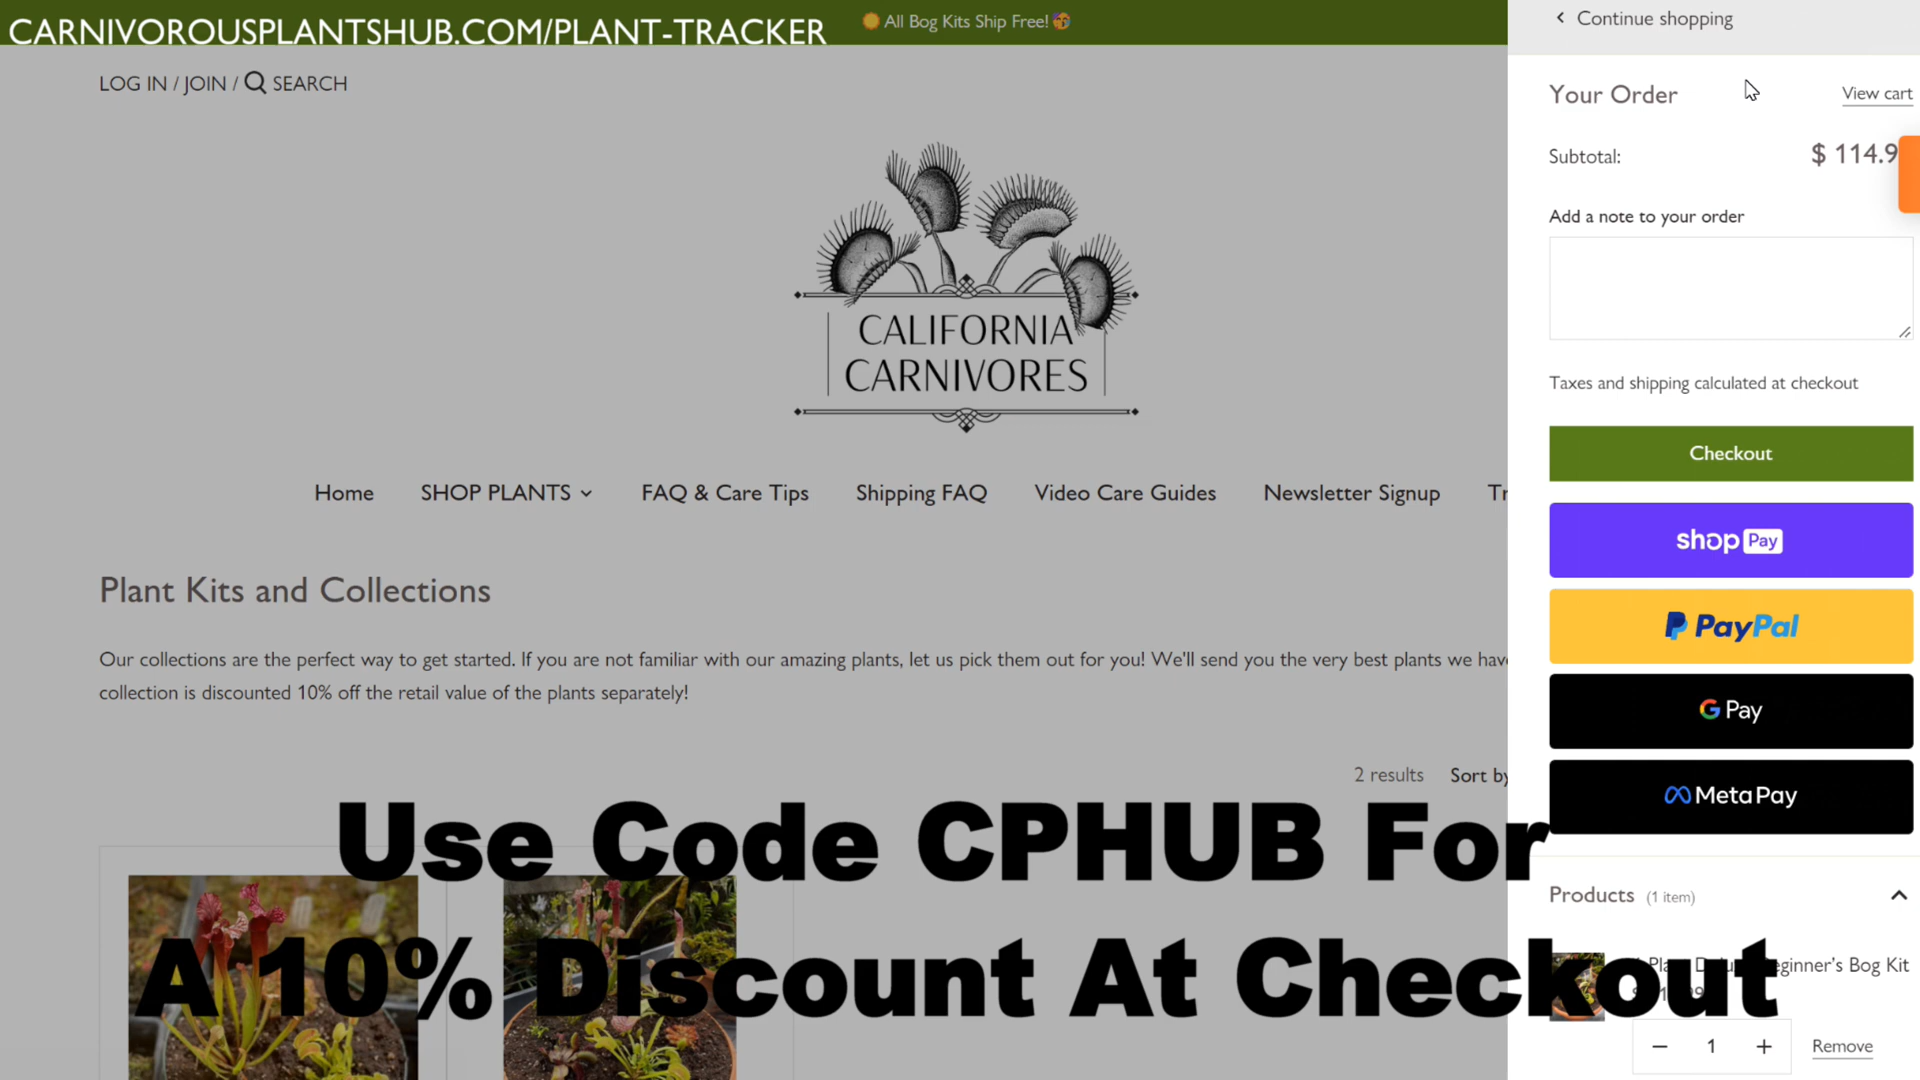 CARNIVOROUSPLANTSHUB.COM/PLANT-TRACKER
All Bog Kits Ship Free!
Continue shopping
LOG IN / JOIN / SEARCH
Your Order
View cart
Subtotal:
$ 114.9
Add a note to your order
CALIFORNIA
CARNIVORES
Taxes and shipping calculated at checkout
Checkout
Home
SHOP PLANTS
FAQ & Care Tips
Shipping FAQ
Video Care Guides
Newsletter Signup
shop Pay
Plant Kits and Collections
PayPal
Our collections are the perfect way to get started. If you are not familiar with our amazing plants, let us pick them out for you! We'll send you the very best plants we
collection is discounted 10% off the retail value of the plants separately!
G Pay
2 results
Sort by
Meta Pay
Use Code CPHUB For
A 10% Discount At Checkout
Products (1 item)
Beginner's Bog Kit
1
Remove